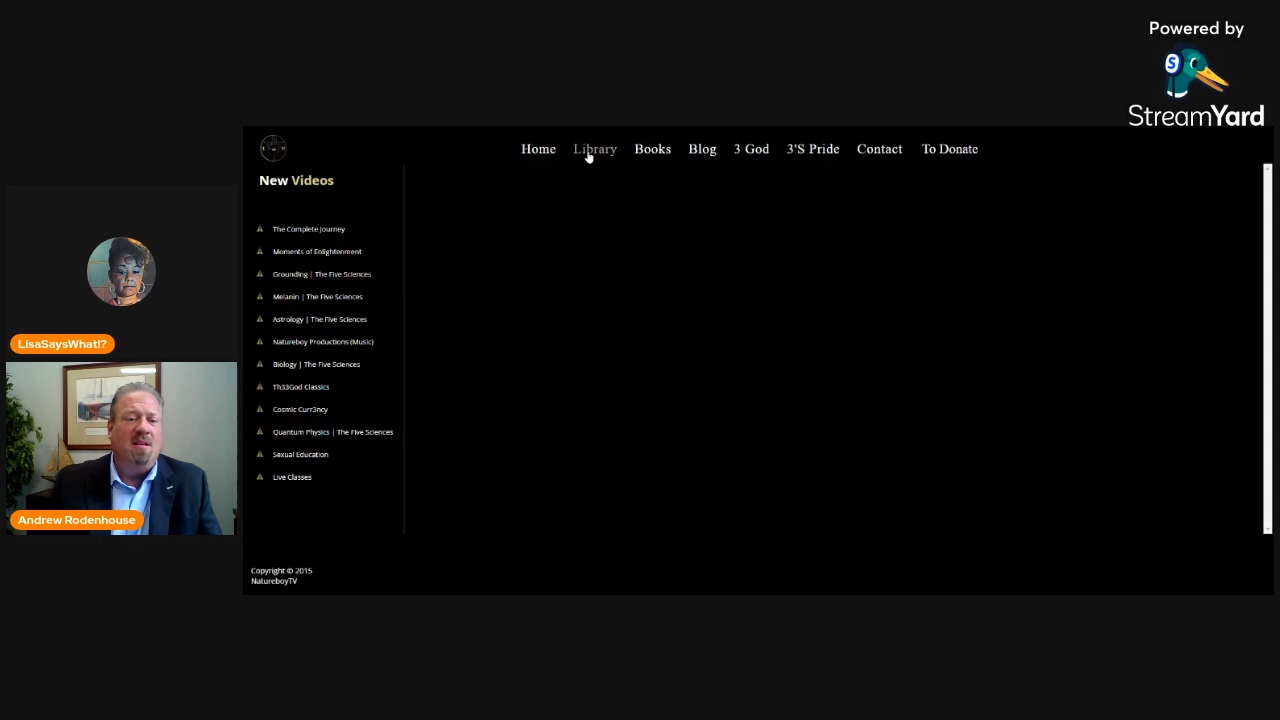 Powered by
StreamYard
Home Library Books Blog 3 God 3'S Pride Contact To Donate
New Videos
The Complete Journey
Moments of Enlightenment
Grounding | The Five Sciences
Melanin | The Five Sciences
Astrology | The Five Sciences
Natureboy Productions (Music)
Biology | The Five Sciences
Th33God Classics
Cosmic Curr3ncy
Quantum Physics | The Five Sciences
Sexual Education
Live Classes
Copyright © 2015
NatureboyTV
LisaSaysWhat!?
Andrew Rodenhouse